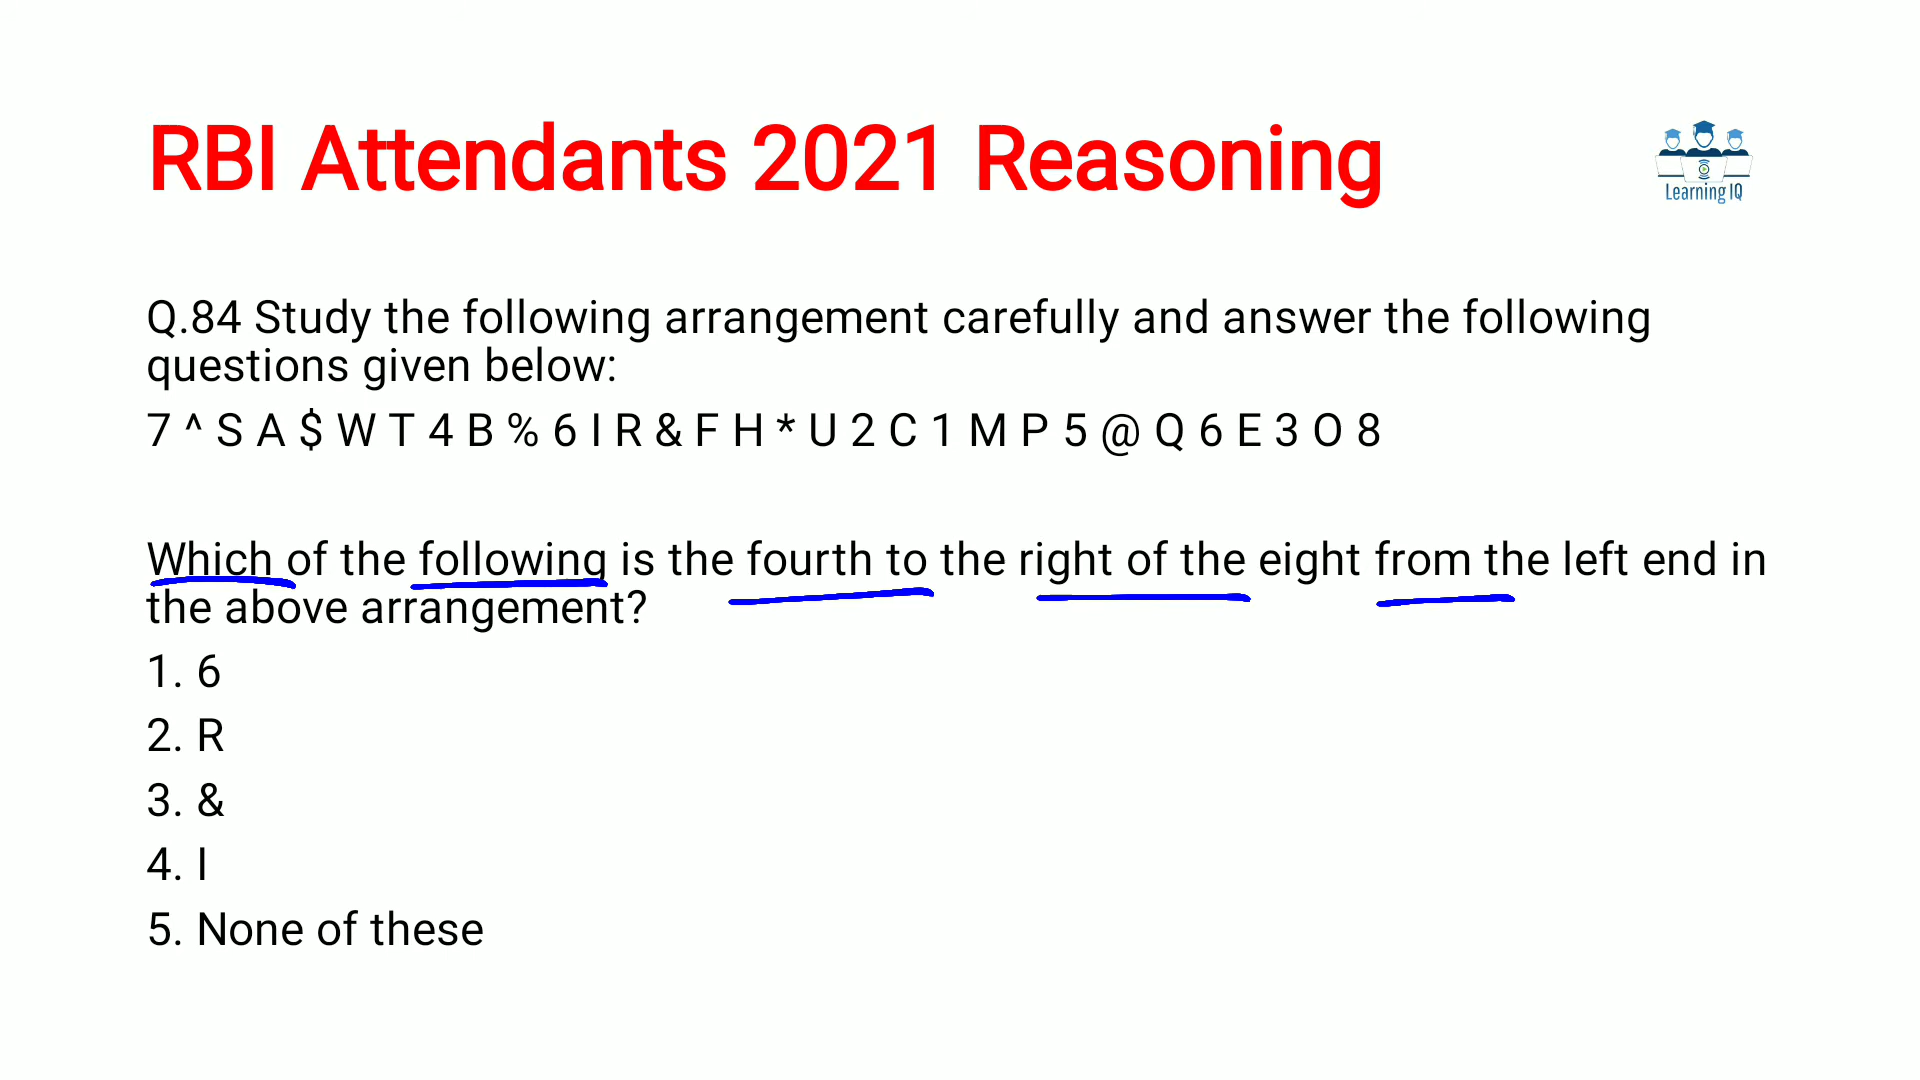 RBI Attendants 2021 Reasoning
Learning IQ
Q.84 Study the following arrangement carefully and answer the following
questions given below:
7 ^ S A $ W T 4 B % 6 I R & F H * U 2 C 1 M P 5 @ Q 6 E 3 O 8
Which of the following is the fourth to the right of the eight from the left end in
the above arrangement?
1. 6
2. R
3. &
4. I
5. None of these